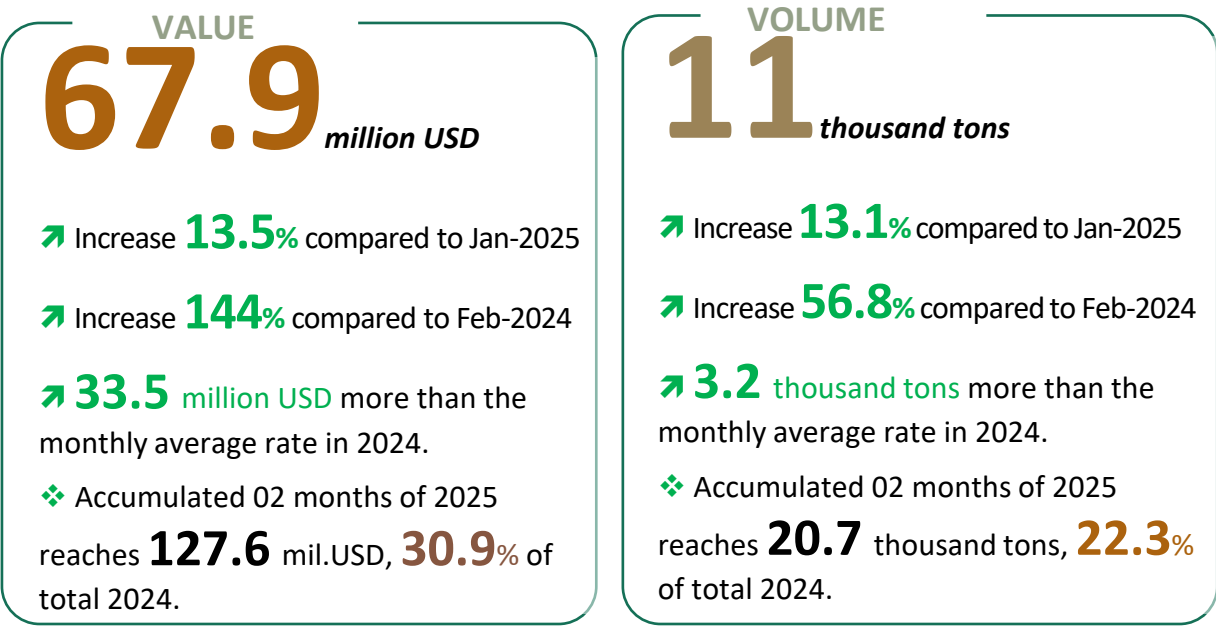 VALUE
67.9 million USD
Increase 13.5% compared to Jan-2025
Increase 144% compared to Feb-2024
33.5 million USD more than the
monthly average rate in 2024.
Accumulated 02 months of 2025
reaches 127.6 mil.USD, 30.9% of
total 2024.
VOLUME
11 thousand tons
Increase 13.1% compared to Jan-2025
Increase 56.8% compared to Feb-2024
3.2 thousand tons more than the
monthly average rate in 2024.
Accumulated 02 months of 2025
reaches 20.7 thousand tons, 22.3%
of total 2024.